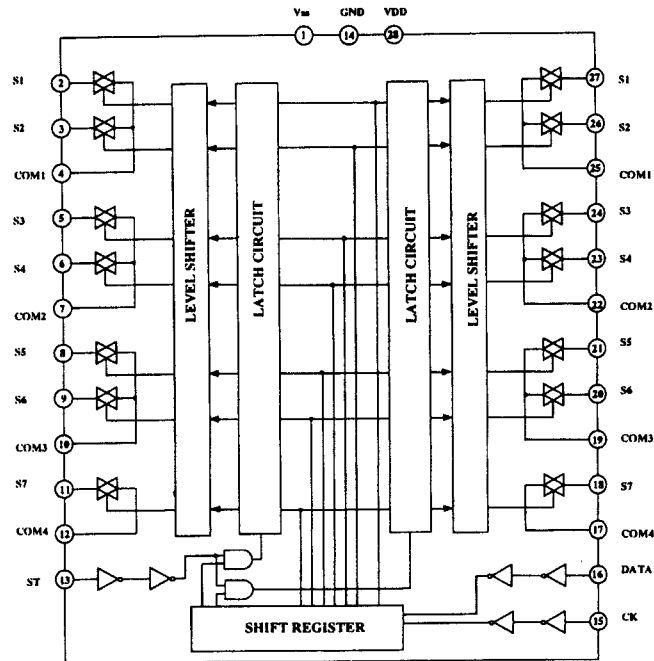 Vss GND VDD
1 14 28
S1 2 27 S1
S2 3 26 S2
COM1 4 25 COM1
S3 5 24 S3
S4 6 23 S4
COM2 7 22 COM2
S5 8 21 S5
S6 9 20 S6
COM3 10 19 COM3
S7 11 18 S7
COM4 12 17 COM4
ST 13 16 DATA
15 CK
LEVEL SHIFTER
LATCH CIRCUIT
LATCH CIRCUIT
LEVEL SHIFTER
SHIFT REGISTER